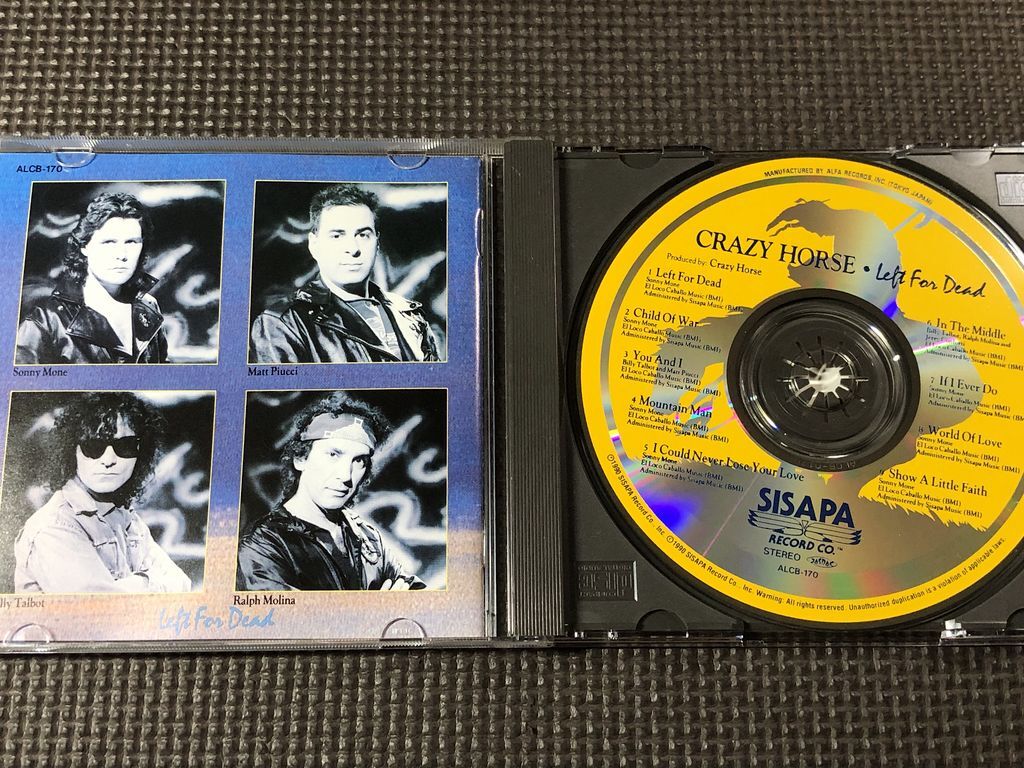 ALCB-170
Sonny Mone
Matt Piucci
lly Talbot
Ralph Molina
Left For Dead
MANUFACTURED BY ALFA RECORDS, INC. (TOKYO JAPAN)
CRAZY HORSE • Left For Dead
Produced by: Crazy Horse
1 Left For Dead
Sonny Mone
El Loco Caballo Music (BMI)
Administered by Sisapa Music (BMI)
2 Child Of War
Sonny Mone
El Loco Caballo Music (BMI)
Administered by Sisapa Music (BMI)
3 You And I
Billy Talbot and Matt Piucci
El Loco Caballo Music (BMI)
Administered by Sisapa Music (BMI)
4 Mountain Man
Sonny Mone
El Loco Caballo Music (BMI)
Administered by Sisapa Music (BMI)
5 I Could Never Lose Your Love
Sonny Mone
El Loco Caballo Music (BMI)
Administered by Sisapa Music (BMI)
6 In The Middle
Billy Talbot, Ralph Molina and
El Loco Caballo Music (BMI)
Administered by Sisapa Music (BMI)
7 If I Ever Do
Sonny Mone
El Loco Caballo Music (BMI)
Administered by Sisapa Music (BMI)
8 World Of Love
Sonny Mone
El Loco Caballo Music (BMI)
Administered by Sisapa Music (BMI)
9 Show A Little Faith
Sonny Mone
El Loco Caballo Music (BMI)
Administered by Sisapa Music (BMI)
SISAPA
RECORD CO.™
STEREO
ALCB-170
Ⓟ1990 SISAPA Record Co., Inc. ©1990 SISAPA Record Co., Inc. Warning: All rights reserved. Unauthorized duplication is a violation of applicable laws.